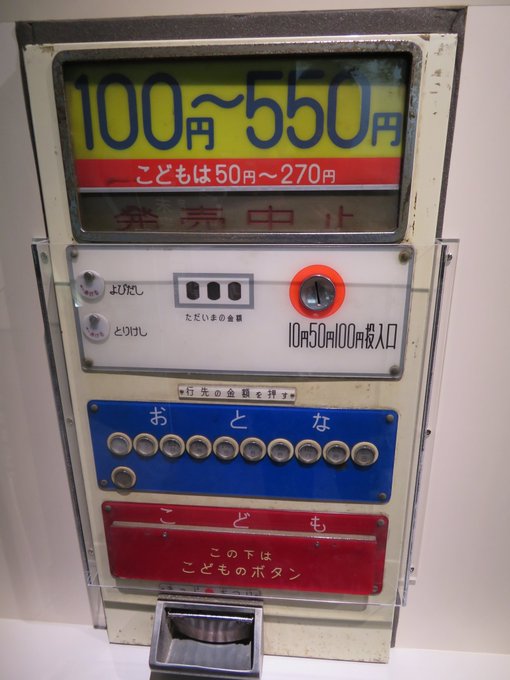 100円～550円
こどもは50円～270円
発売中止
よびだし
とりけし
ただいまの金額
10円50円100円投入口
行先の金額を押す
おとな
こども
この下は
こどものボタン